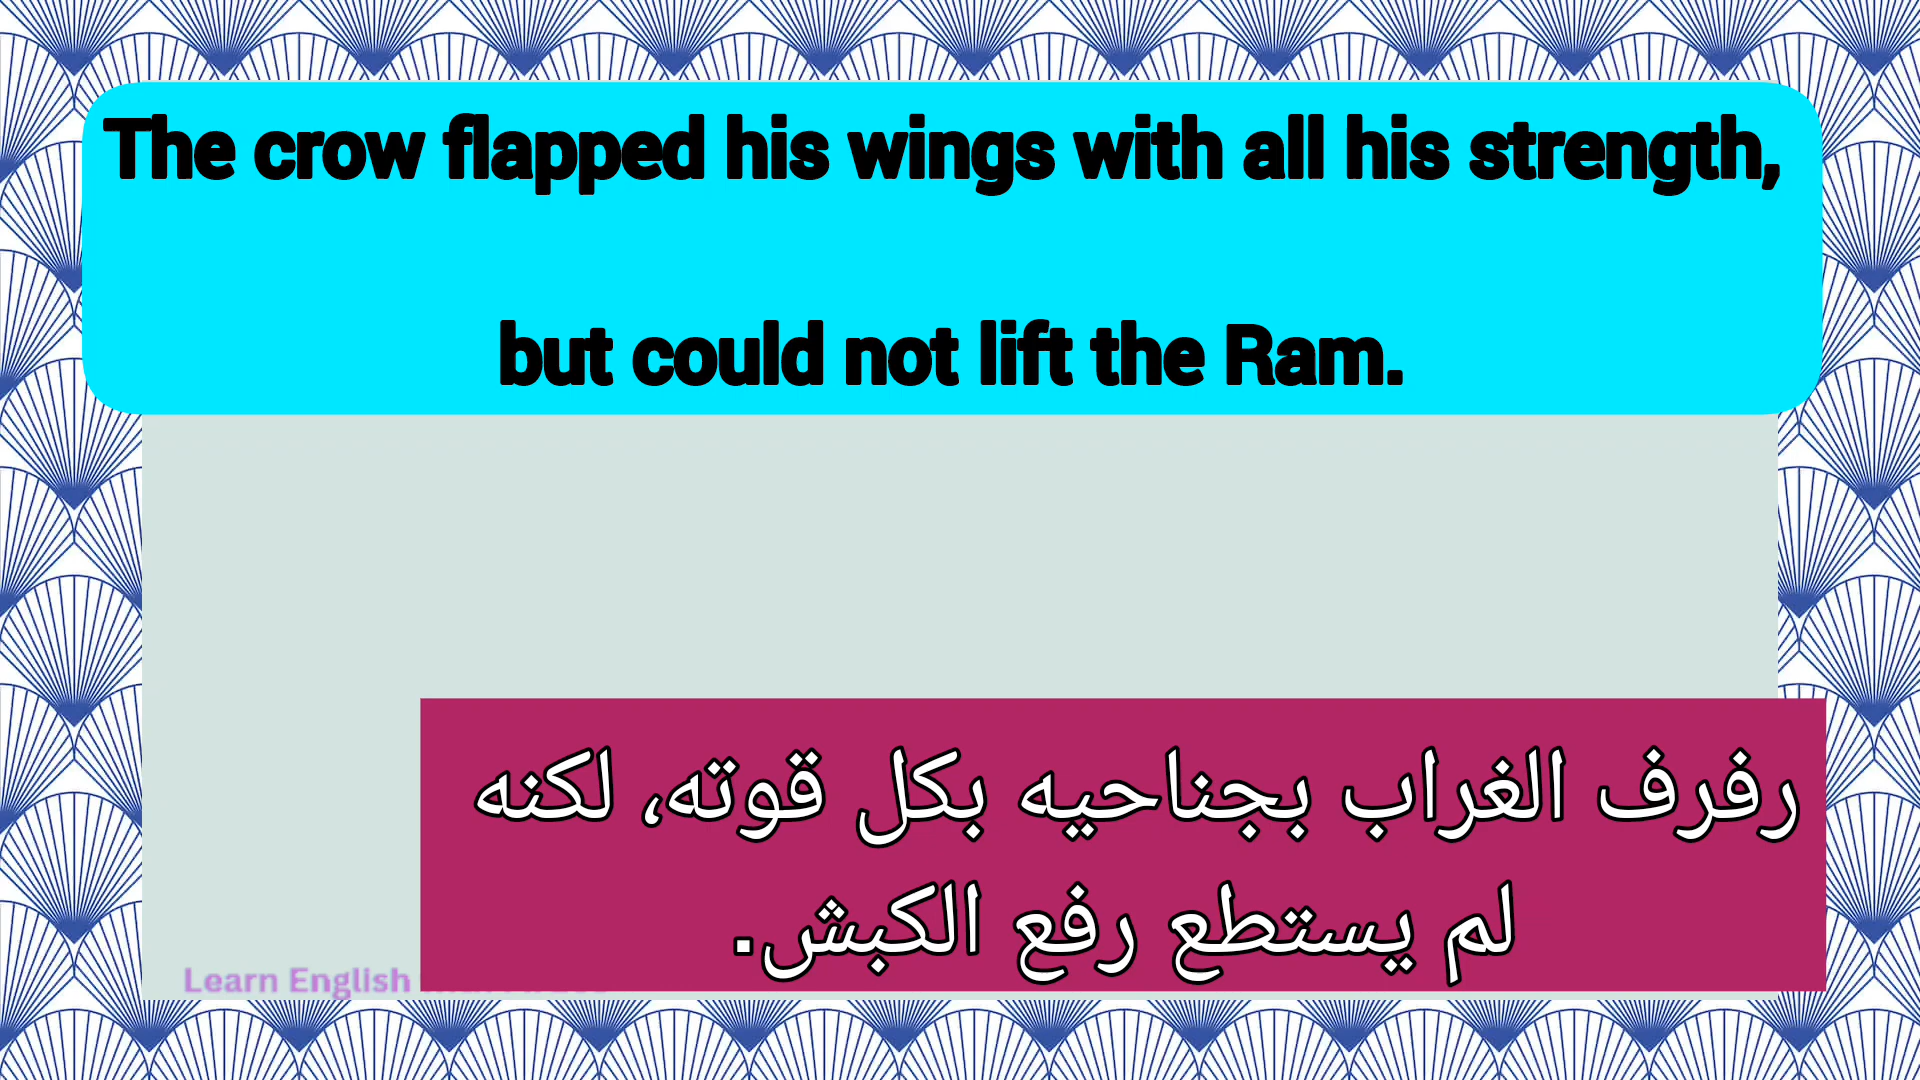 The crow flapped his wings with all his strength,
but could not lift the Ram.
رفرف الغراب بجناحيه بكل قوته، لكنه
لم يستطع رفع الكبش.
Learn English